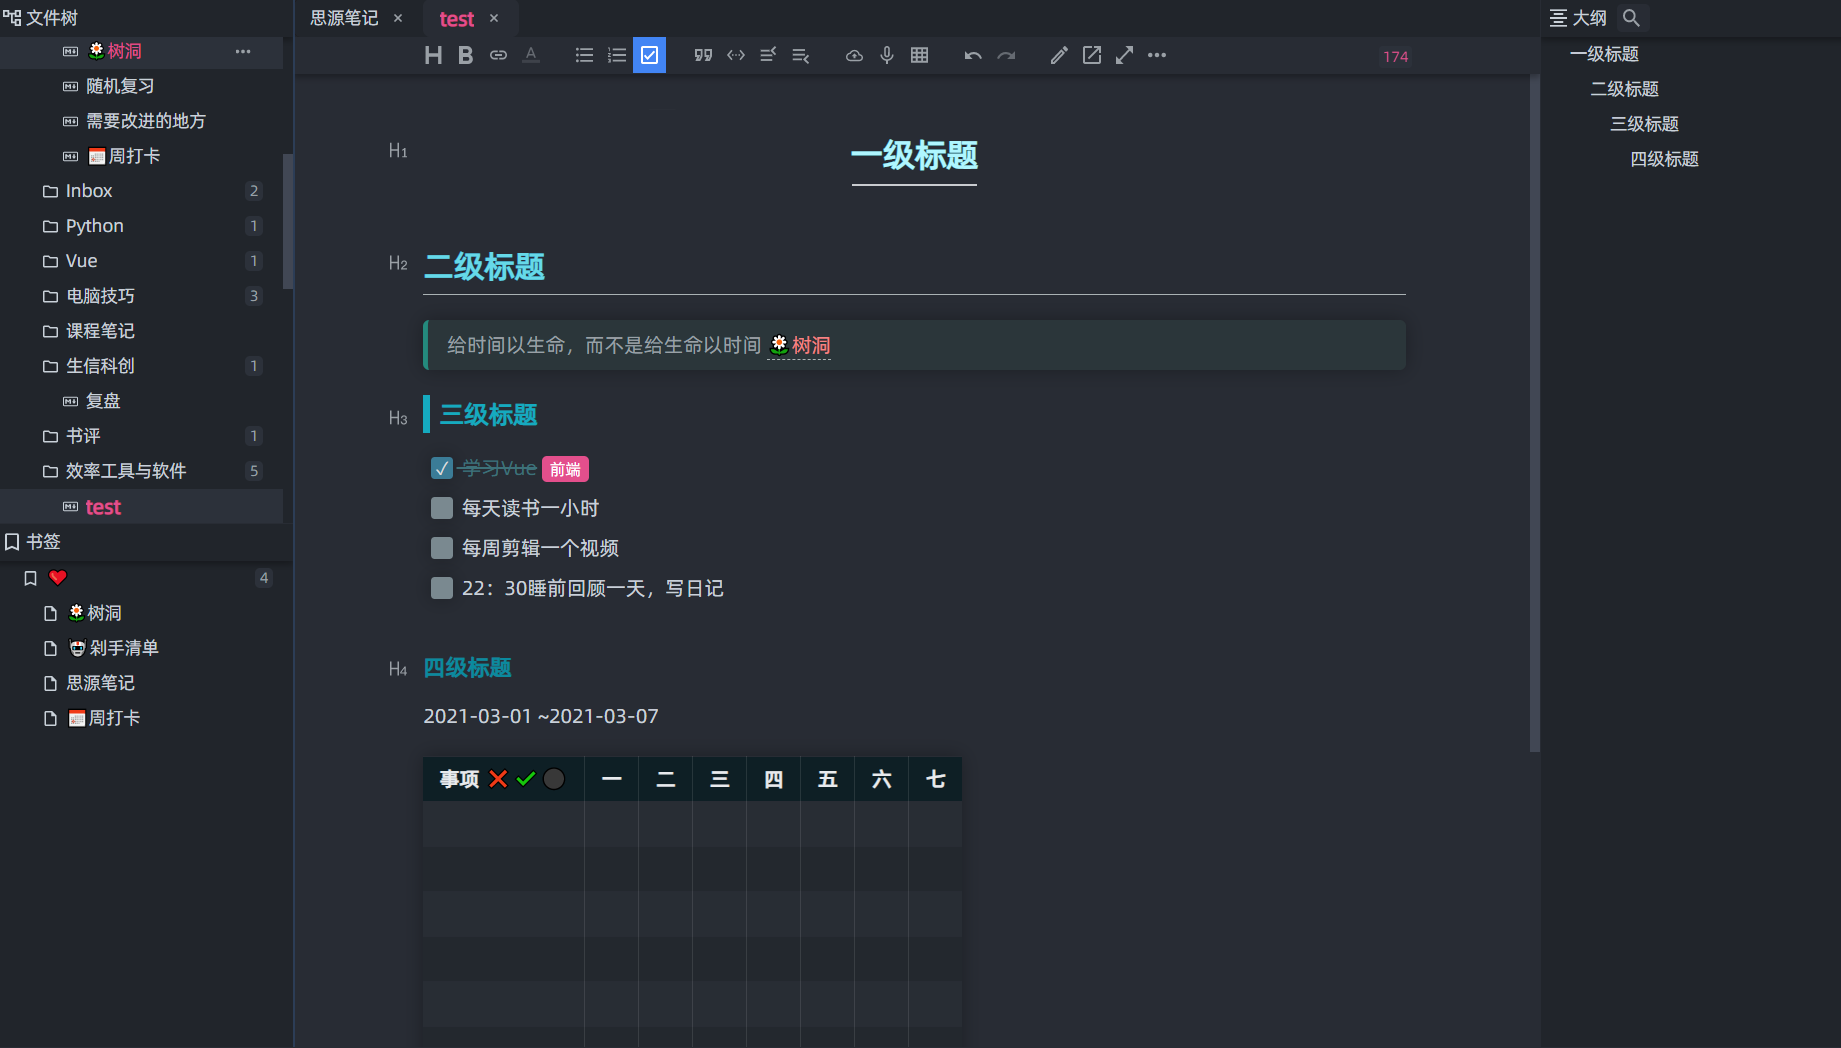 文件树
树洞
随机复习
需要改进的地方
周打卡
Inbox 2
Python 1
Vue 1
电脑技巧 3
课程笔记
生信科创 1
复盘
书评 1
效率工具与软件 5
test
书签
4
树洞
剁手清单
思源笔记
周打卡
思源笔记 test
174
H1 一级标题
H2 二级标题
给时间以生命，而不是给生命以时间 树洞
H3 三级标题
学习Vue 前端
每天读书一小时
每周剪辑一个视频
22：30睡前回顾一天，写日记
H4 四级标题
2021-03-01 ~2021-03-07
事项 一 二 三 四 五 六 七
大纲
一级标题
二级标题
三级标题
四级标题